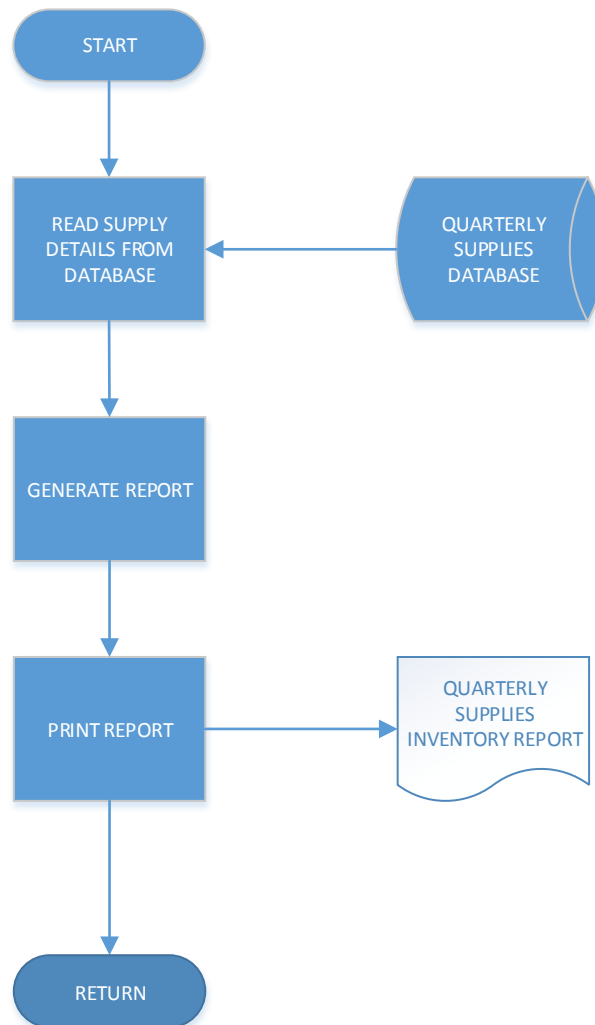 START
READ SUPPLY
DETAILS FROM
DATABASE
QUARTERLY
SUPPLIES
DATABASE
GENERATE REPORT
PRINT REPORT
QUARTERLY
SUPPLIES
INVENTORY REPORT
RETURN